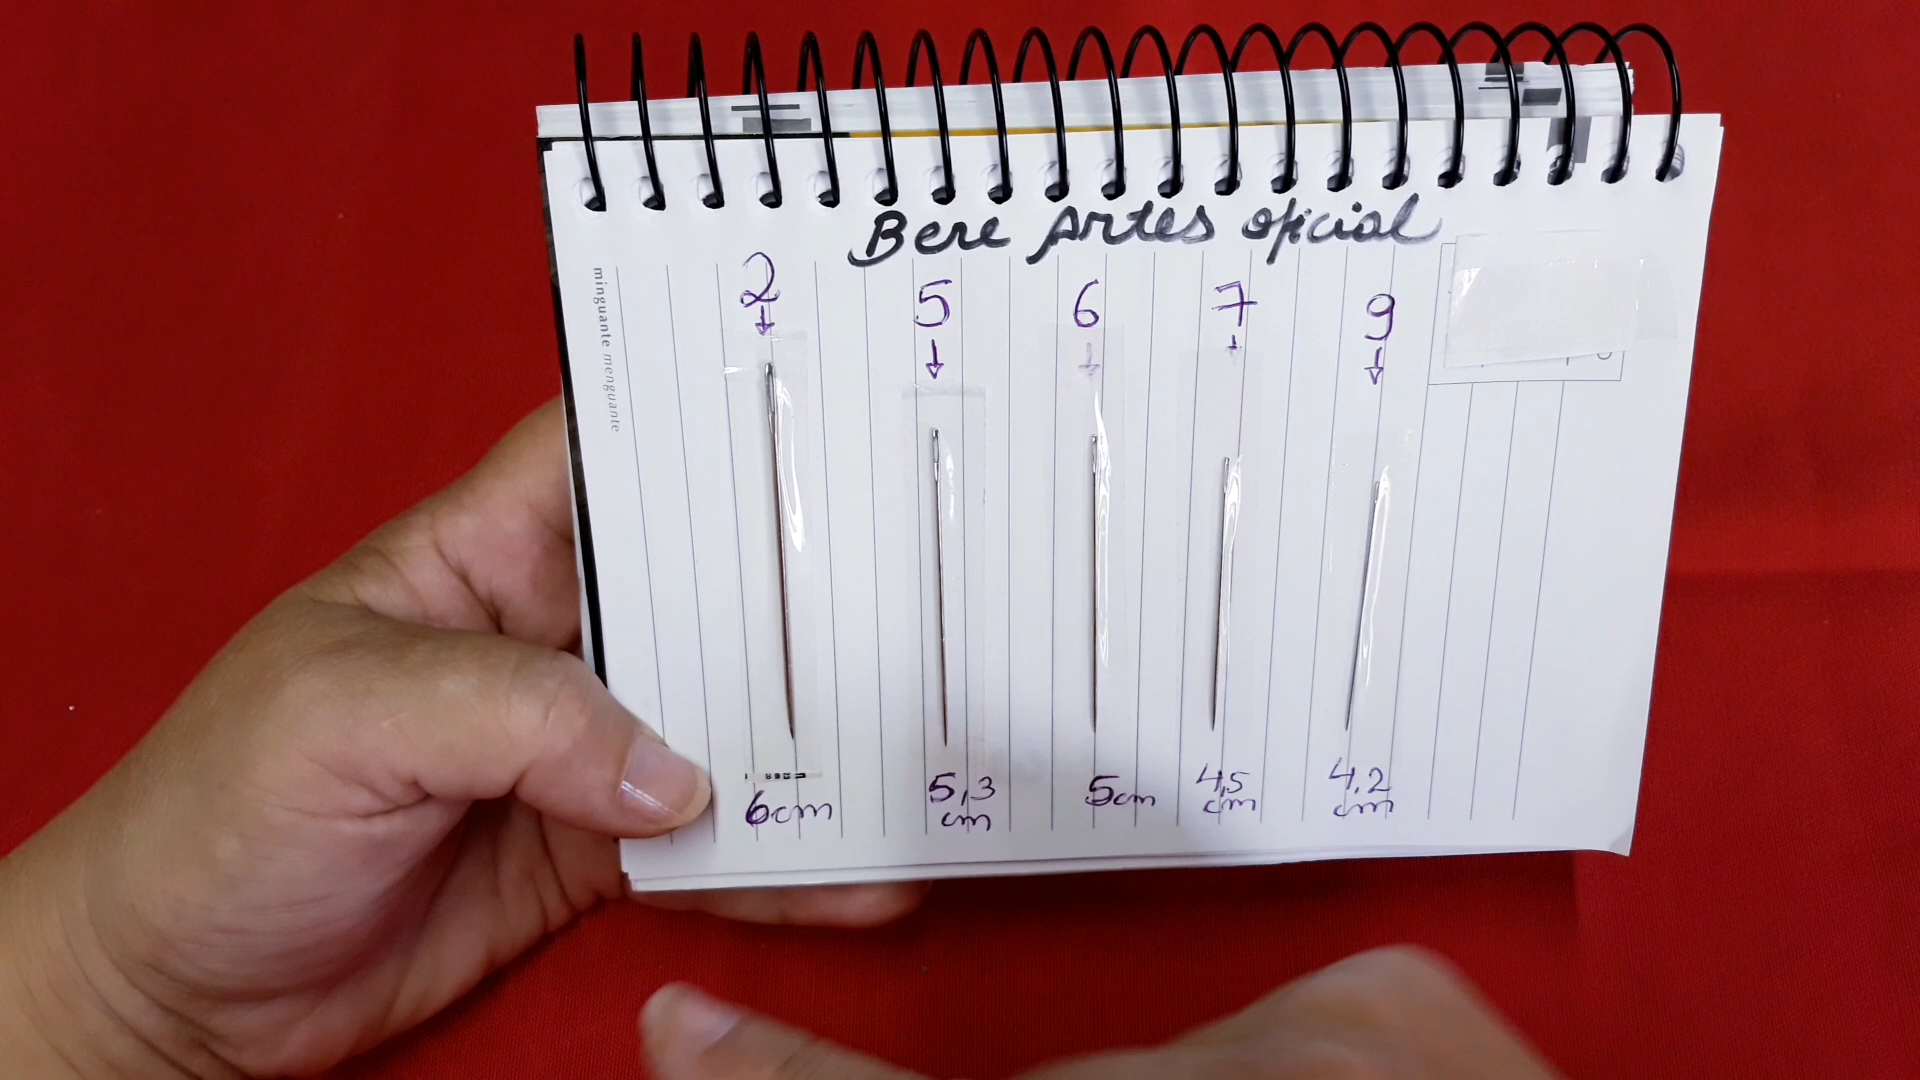 Bere Artes oficial
minguante menguante
2 5 6 7 9
6cm 5,3 cm 5cm 4,5 cm 4,2 cm